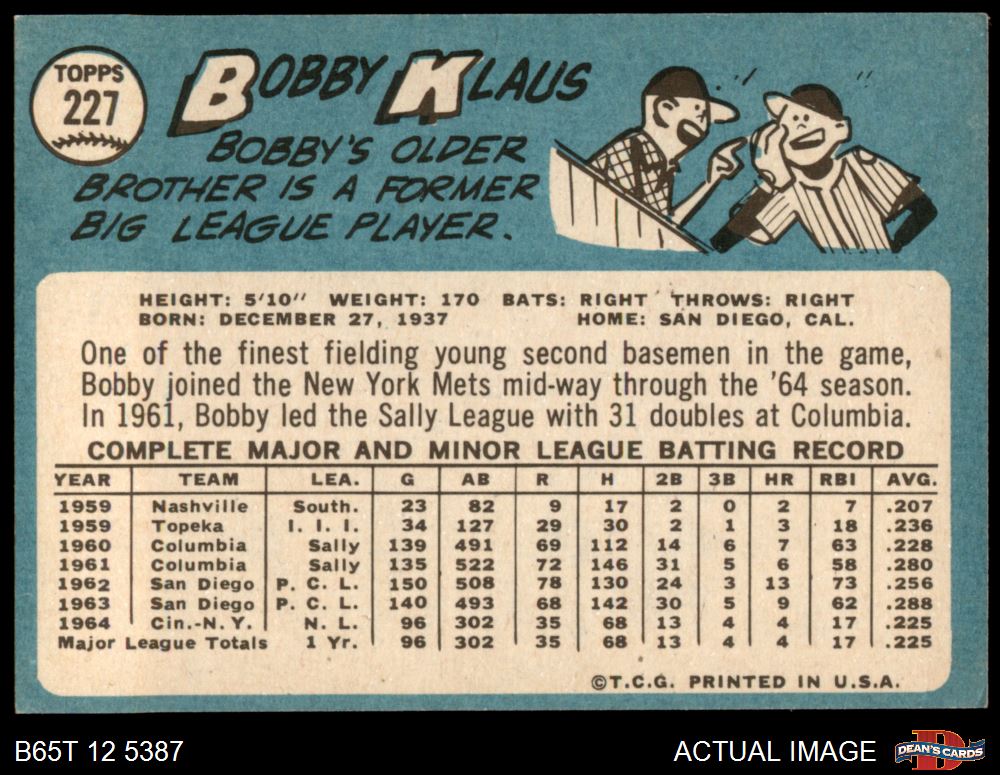 TOPPS
227
BOBBY KLAUS
BOBBY'S OLDER
BROTHER IS A FORMER
BIG LEAGUE PLAYER.
HEIGHT: 5'10" WEIGHT: 170 BATS: RIGHT THROWS: RIGHT
BORN: DECEMBER 27, 1937 HOME: SAN DIEGO, CAL.
One of the finest fielding young second basemen in the game,
Bobby joined the New York Mets mid-way through the '64 season.
In 1961, Bobby led the Sally League with 31 doubles at Columbia.
COMPLETE MAJOR AND MINOR LEAGUE BATTING RECORD
YEAR TEAM LEA. G AB R H 2B 3B HR RBI AVG.
1959 Nashville South. 23 82 9 17 2 0 2 7 .207
1959 Topeka I. I. I. 34 127 29 30 2 1 3 18 .236
1960 Columbia Sally 139 491 69 112 14 6 7 63 .228
1961 Columbia Sally 135 522 72 146 31 5 6 58 .280
1962 San Diego P. C. L. 150 508 78 130 24 3 13 73 .256
1963 San Diego P. C. L. 140 493 68 142 30 5 9 62 .288
1964 Cin.-N. Y. N. L. 96 302 35 68 13 4 4 17 .225
Major League Totals 1 Yr. 96 302 35 68 13 4 4 17 .225
©T.C.G. PRINTED IN U.S.A.
B65T 12 5387 ACTUAL IMAGE DEAN'S CARDS